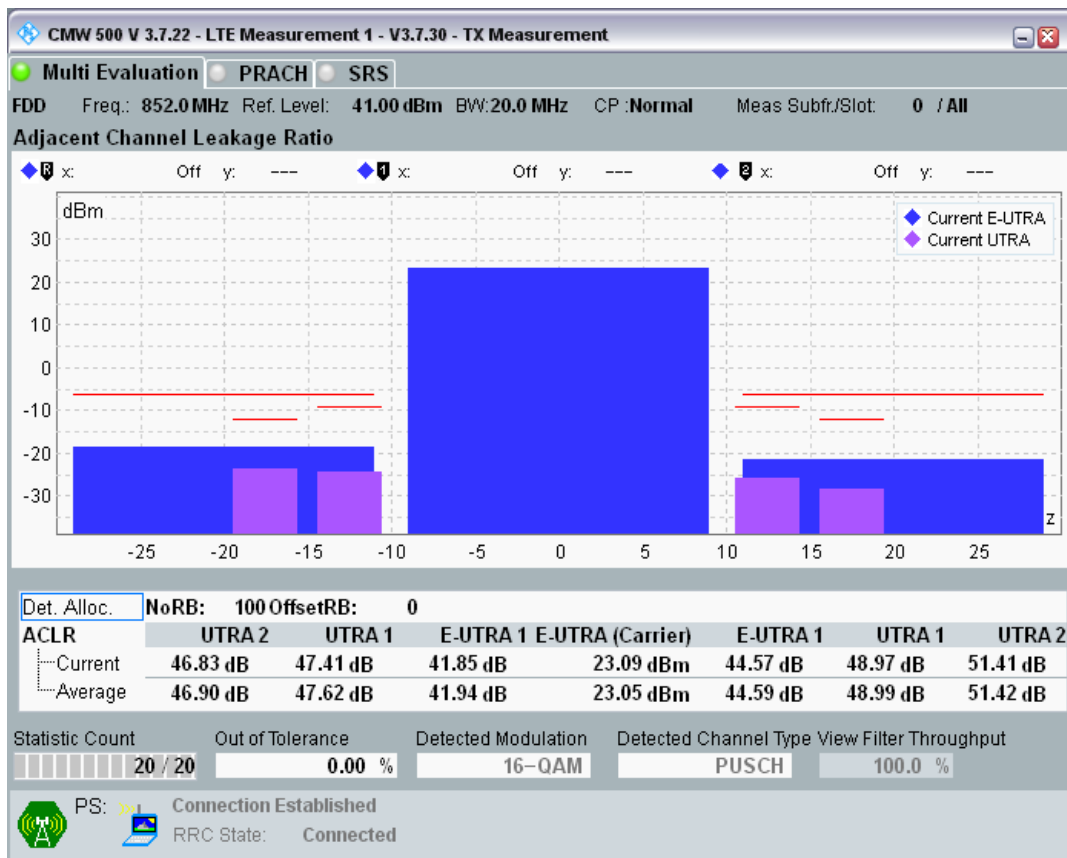 CMW 500 V 3.7.22 - LTE Measurement 1 - V3.7.30 - TX Measurement
Multi Evaluation PRACH SRS
FDD Freq.: 852.0 MHz Ref. Level: 41.00 dBm BW:20.0 MHz CP :Normal Meas Subfr./Slot: 0 / All
Adjacent Channel Leakage Ratio
R x: Off y: --- 1 x: Off y: --- 2 x: Off y: ---
dBm
Current E-UTRA
Current UTRA
30
20
10
0
-10
-20
-30
z
-25 -20 -15 -10 -5 0 5 10 15 20 25
Det. Alloc. NoRB: 100 OffsetRB: 0
ACLR UTRA 2 UTRA 1 E-UTRA 1 E-UTRA (Carrier) E-UTRA 1 UTRA 1 UTRA 2
Current 46.83 dB 47.41 dB 41.85 dB 23.09 dBm 44.57 dB 48.97 dB 51.41 dB
Average 46.90 dB 47.62 dB 41.94 dB 23.05 dBm 44.59 dB 48.99 dB 51.42 dB
Statistic Count Out of Tolerance Detected Modulation Detected Channel Type View Filter Throughput
20 / 20 0.00 % 16-QAM PUSCH 100.0 %
PS: Connection Established
RRC State: Connected